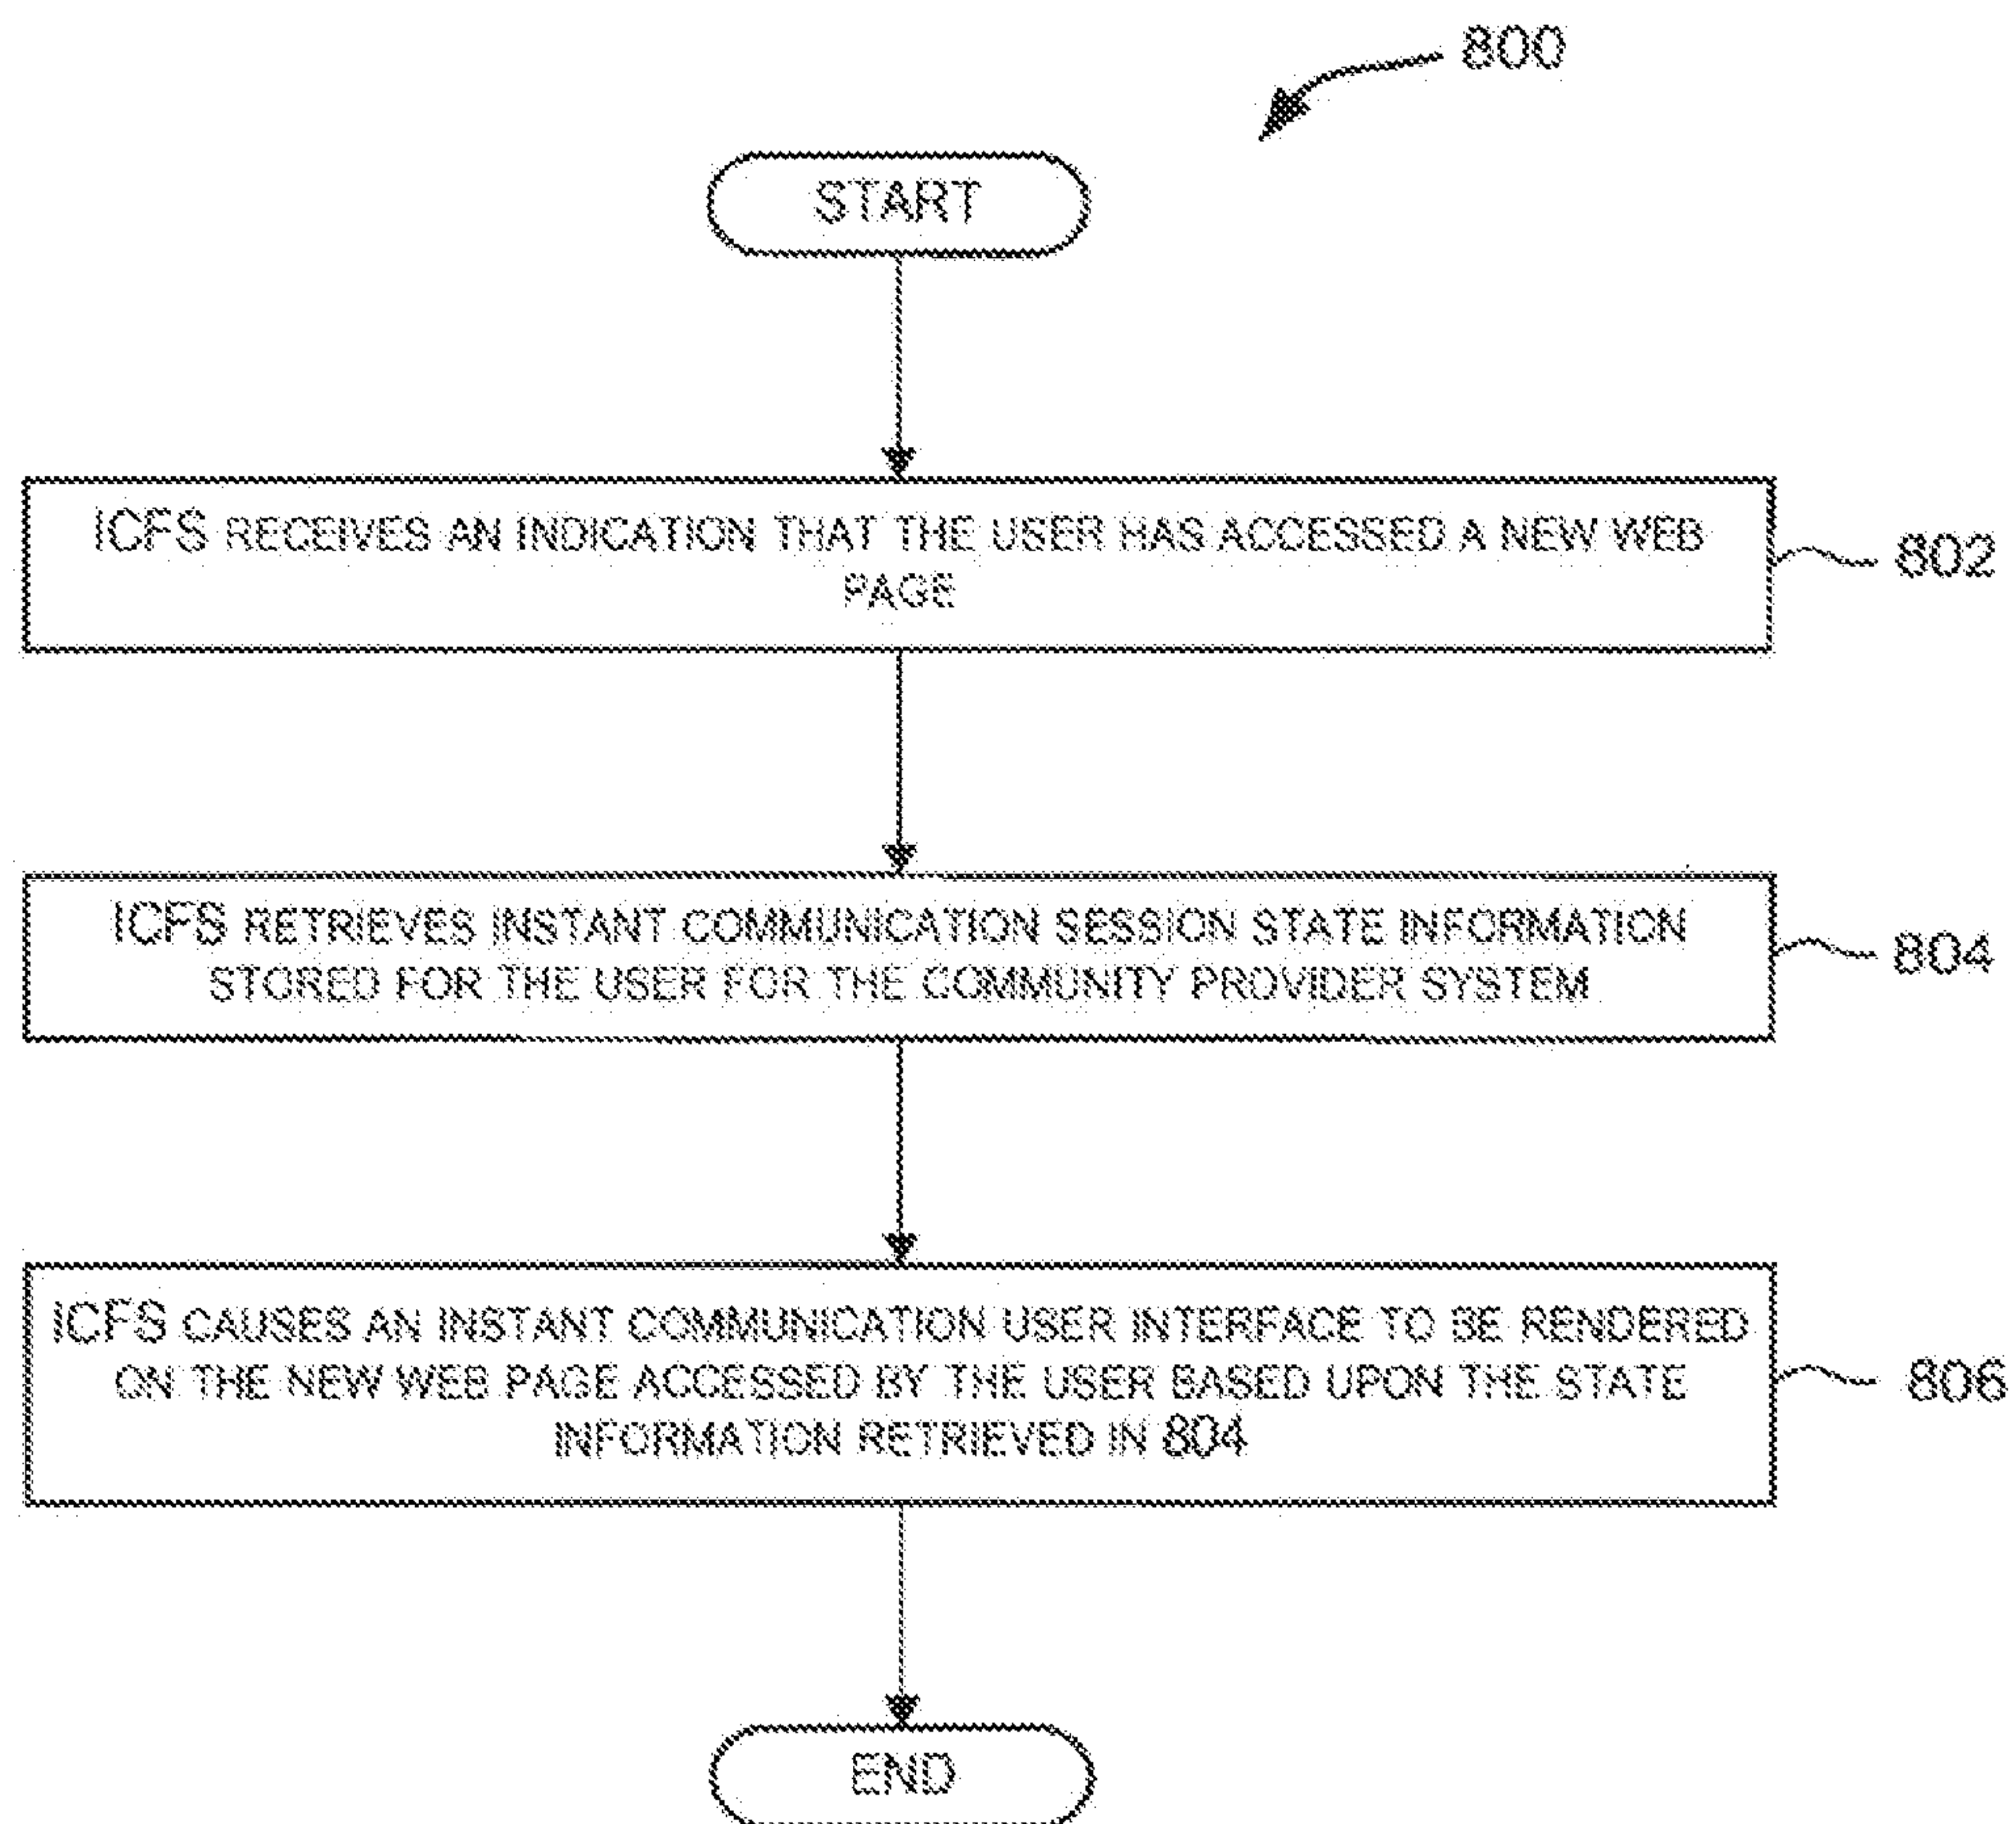 800
START
ICFS RECEIVES AN INDICATION THAT THE USER HAS ACCESSED A NEW WEB
PAGE
802
ICFS RETRIEVES INSTANT COMMUNICATION SESSION STATE INFORMATION
STORED FOR THE USER FOR THE COMMUNITY PROVIDER SYSTEM
804
ICFS CAUSES AN INSTANT COMMUNICATION USER INTERFACE TO BE RENDERED
ON THE NEW WEB PAGE ACCESSED BY THE USER BASED UPON THE STATE
INFORMATION RETRIEVED IN 804
806
END